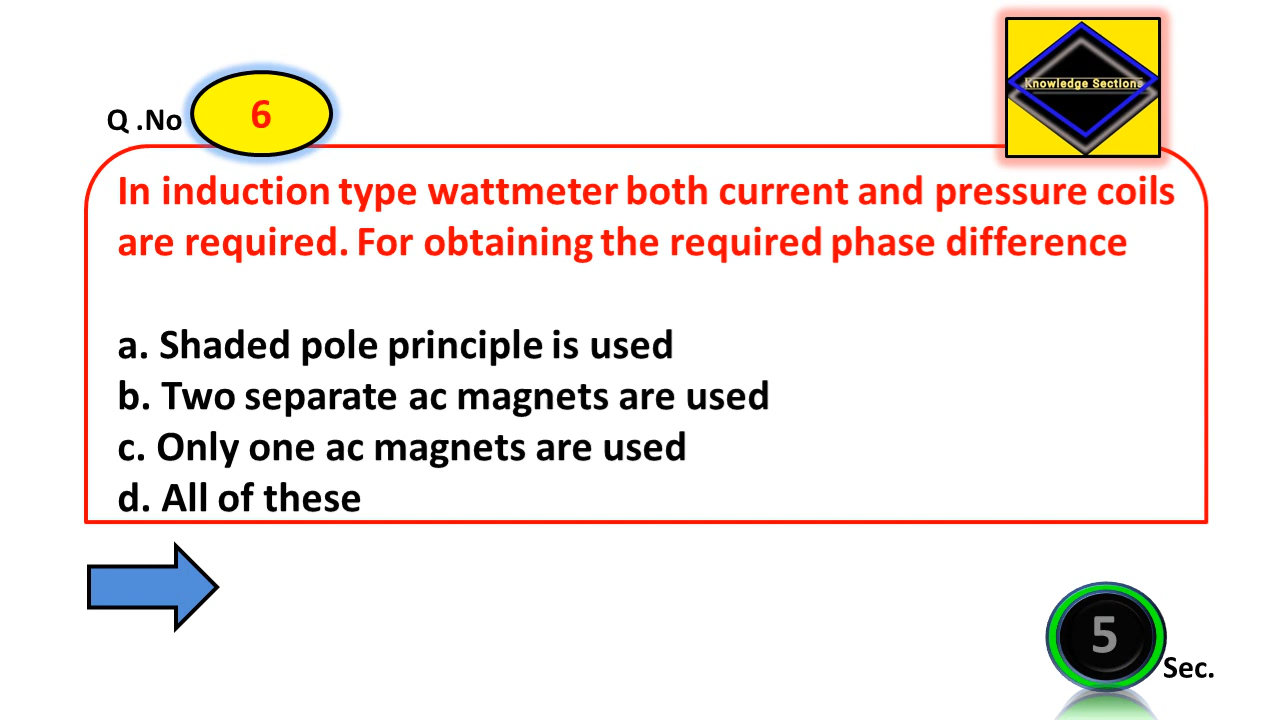 Knowledge Sections
Q .No 6
In induction type wattmeter both current and pressure coils
are required. For obtaining the required phase difference
a. Shaded pole principle is used
b. Two separate ac magnets are used
c. Only one ac magnets are used
d. All of these
5 Sec.